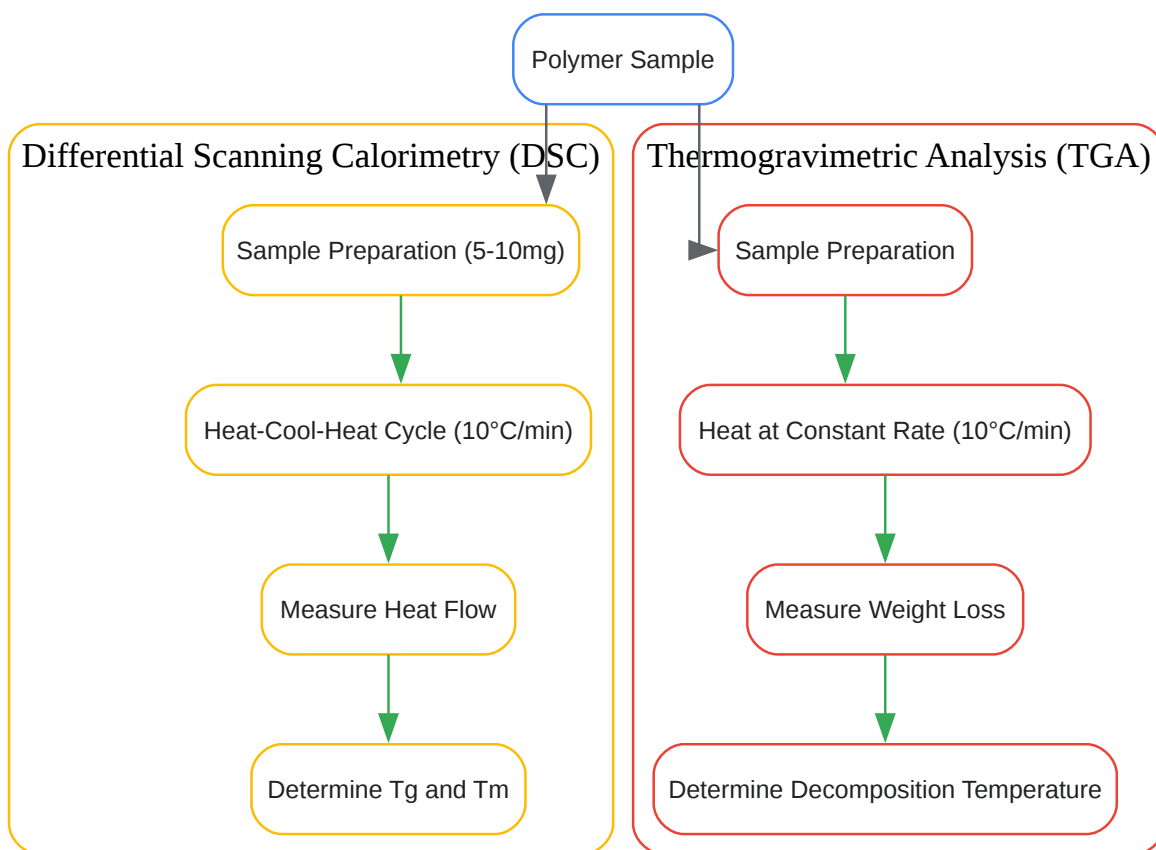 Polymer Sample
Differential Scanning Calorimetry (DSC)
Sample Preparation (5-10mg)
Heat-Cool-Heat Cycle (10°C/min)
Measure Heat Flow
Determine Tg and Tm
Thermogravimetric Analysis (TGA)
Sample Preparation
Heat at Constant Rate (10°C/min)
Measure Weight Loss
Determine Decomposition Temperature